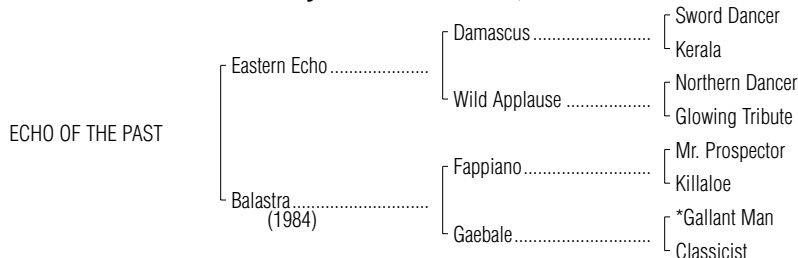 Sword Dancer
Damascus
Kerala
Eastern Echo
Northern Dancer
Wild Applause
Glowing Tribute
ECHO OF THE PAST
Mr. Prospector
Fappiano
Killaloe
Balastra
(1984)
*Gallant Man
Gaebale
Classicist